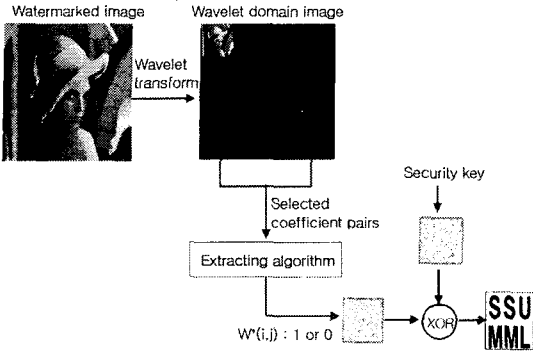 Watermarked image
Wavelet domain image
Wavelet
transform
Security key
Selected
coefficient pairs
Extracting algorithm
W'(i,j) : 1 or 0
XOR
SSU
MML